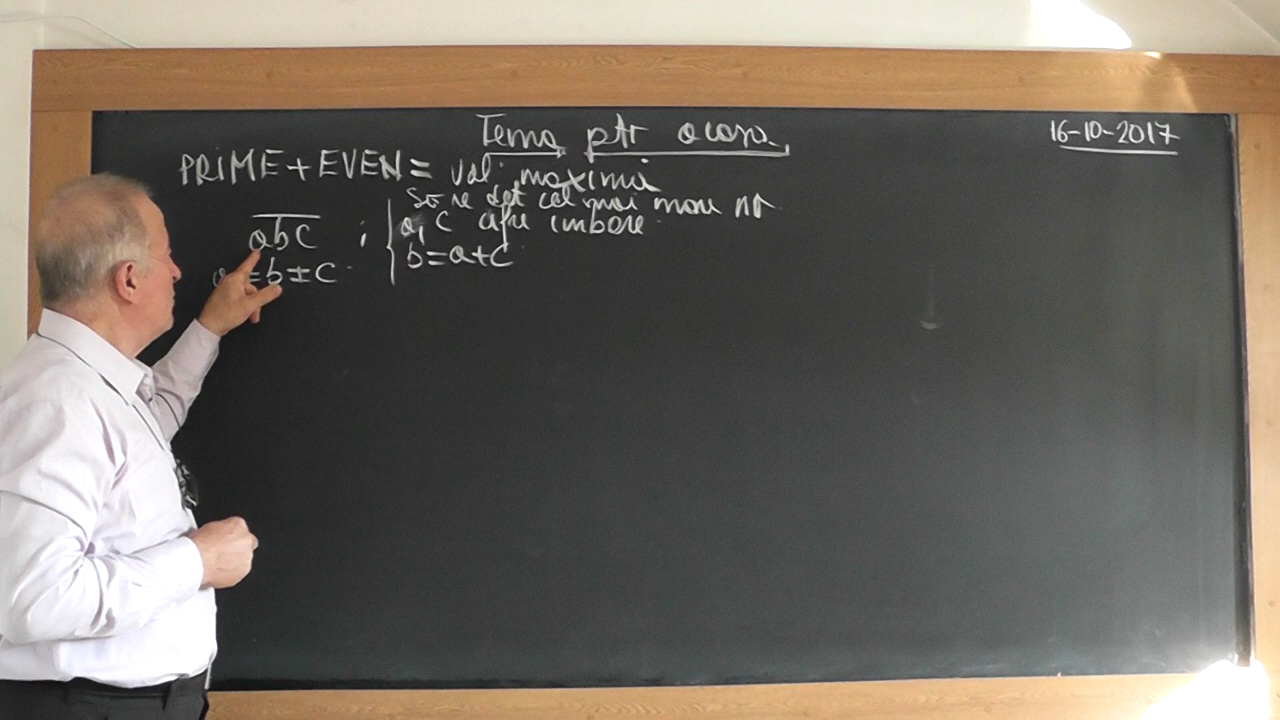 Tema ptr acasa
16-10-2017
PRIME + EVEN = val. maximă
Să se det cel mai mare nr.
abc ; a, c cifre impare
= b ± c b = a + c